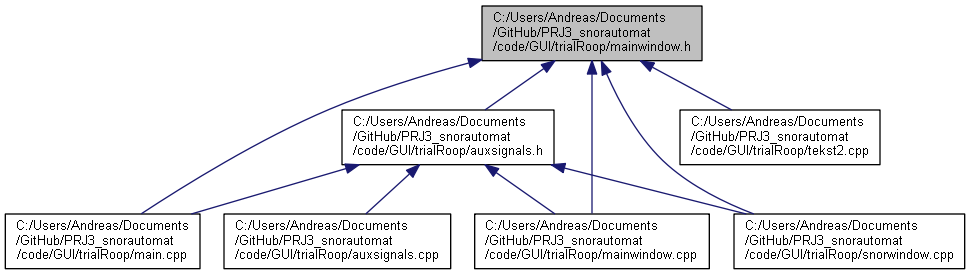 C:/Users/Andreas/Documents
/GitHub/PRJ3_snorautomat
/code/GUI/trialRoop/mainwindow.h
C:/Users/Andreas/Documents
/GitHub/PRJ3_snorautomat
/code/GUI/trialRoop/auxsignals.h
C:/Users/Andreas/Documents
/GitHub/PRJ3_snorautomat
/code/GUI/trialRoop/tekst2.cpp
C:/Users/Andreas/Documents
/GitHub/PRJ3_snorautomat
/code/GUI/trialRoop/main.cpp
C:/Users/Andreas/Documents
/GitHub/PRJ3_snorautomat
/code/GUI/trialRoop/auxsignals.cpp
C:/Users/Andreas/Documents
/GitHub/PRJ3_snorautomat
/code/GUI/trialRoop/mainwindow.cpp
C:/Users/Andreas/Documents
/GitHub/PRJ3_snorautomat
/code/GUI/trialRoop/snorwindow.cpp